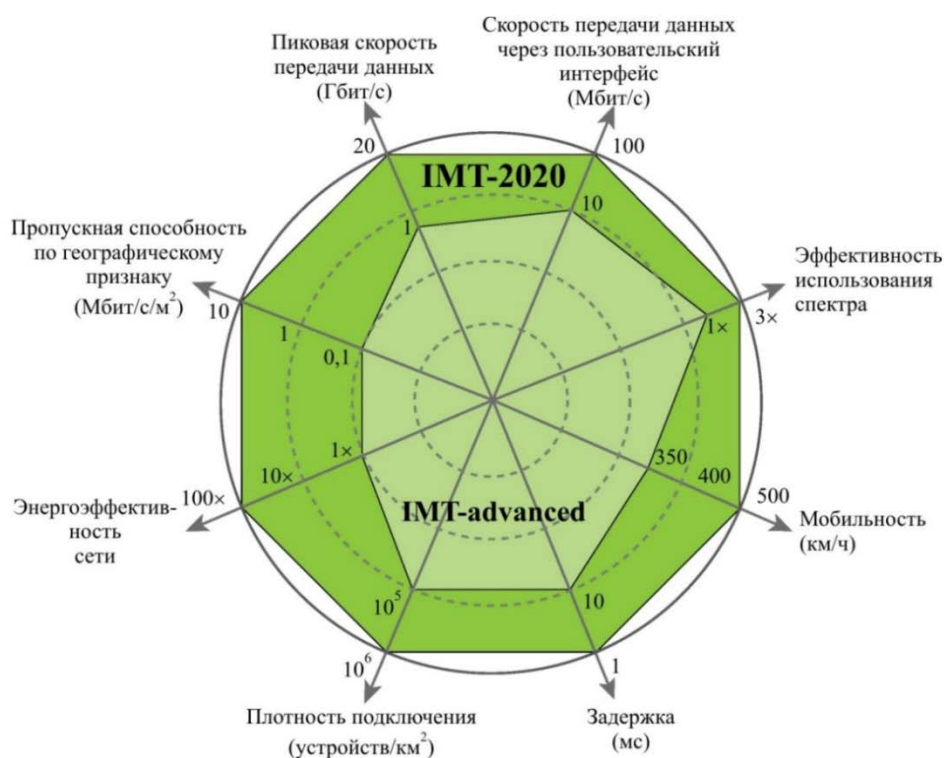 Пиковая скорость
передачи данных
(Гбит/с)
Скорость передачи данных
через пользовательский
интерфейс
(Мбит/с)
20
100
IMT-2020
1
10
Пропускная способность
по географическому
признаку
(Мбит/с/м²)
10
1
0,1
Эффективность
использования
спектра
3×
1×
1×
10×
100×
Энергоэффектив-
ность
сети
350
400
500
Мобильность
(км/ч)
IMT-advanced
10⁵
10⁶
10
1
Плотность подключения
(устройств/км²)
Задержка
(мс)